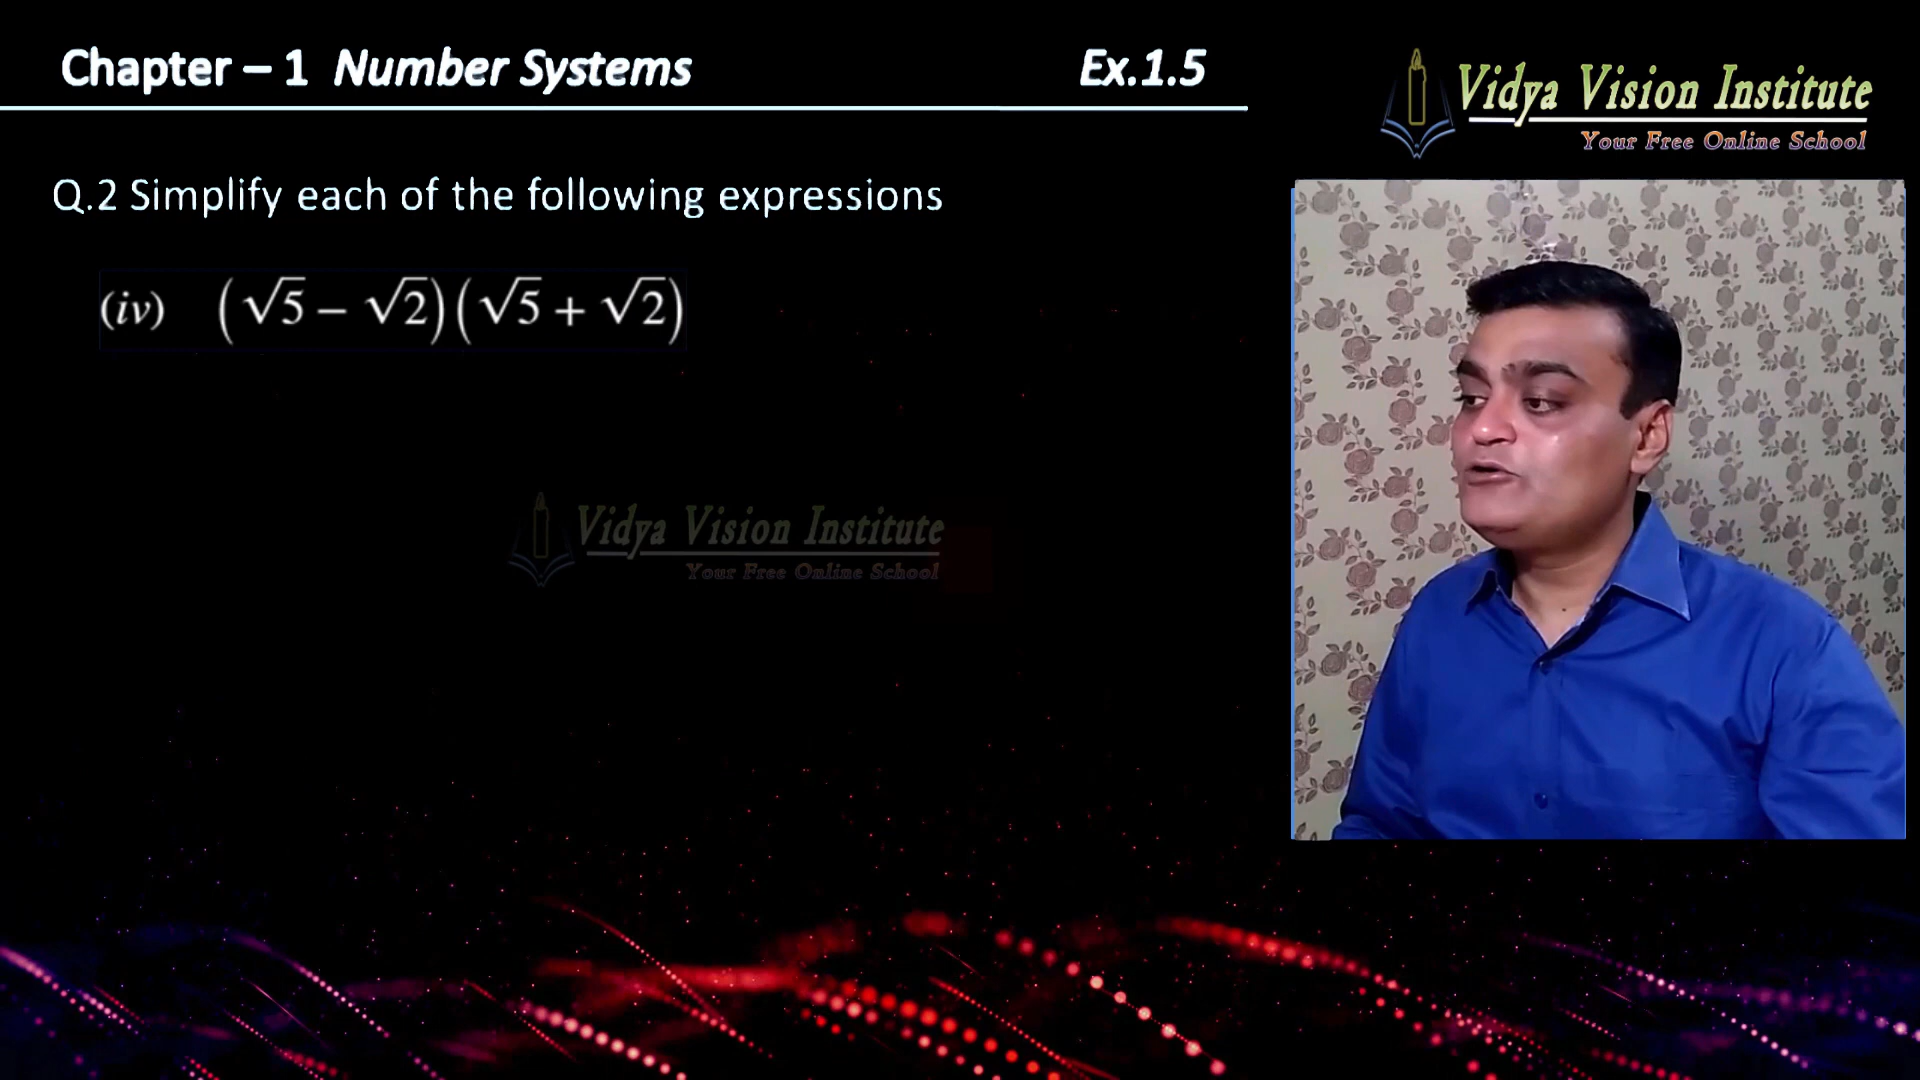 Chapter – 1 Number Systems Ex.1.5
Vidya Vision Institute
Your Free Online School
Q.2 Simplify each of the following expressions
(iv) (√5 – √2)(√5 + √2)
Vidya Vision Institute
Your Free Online School